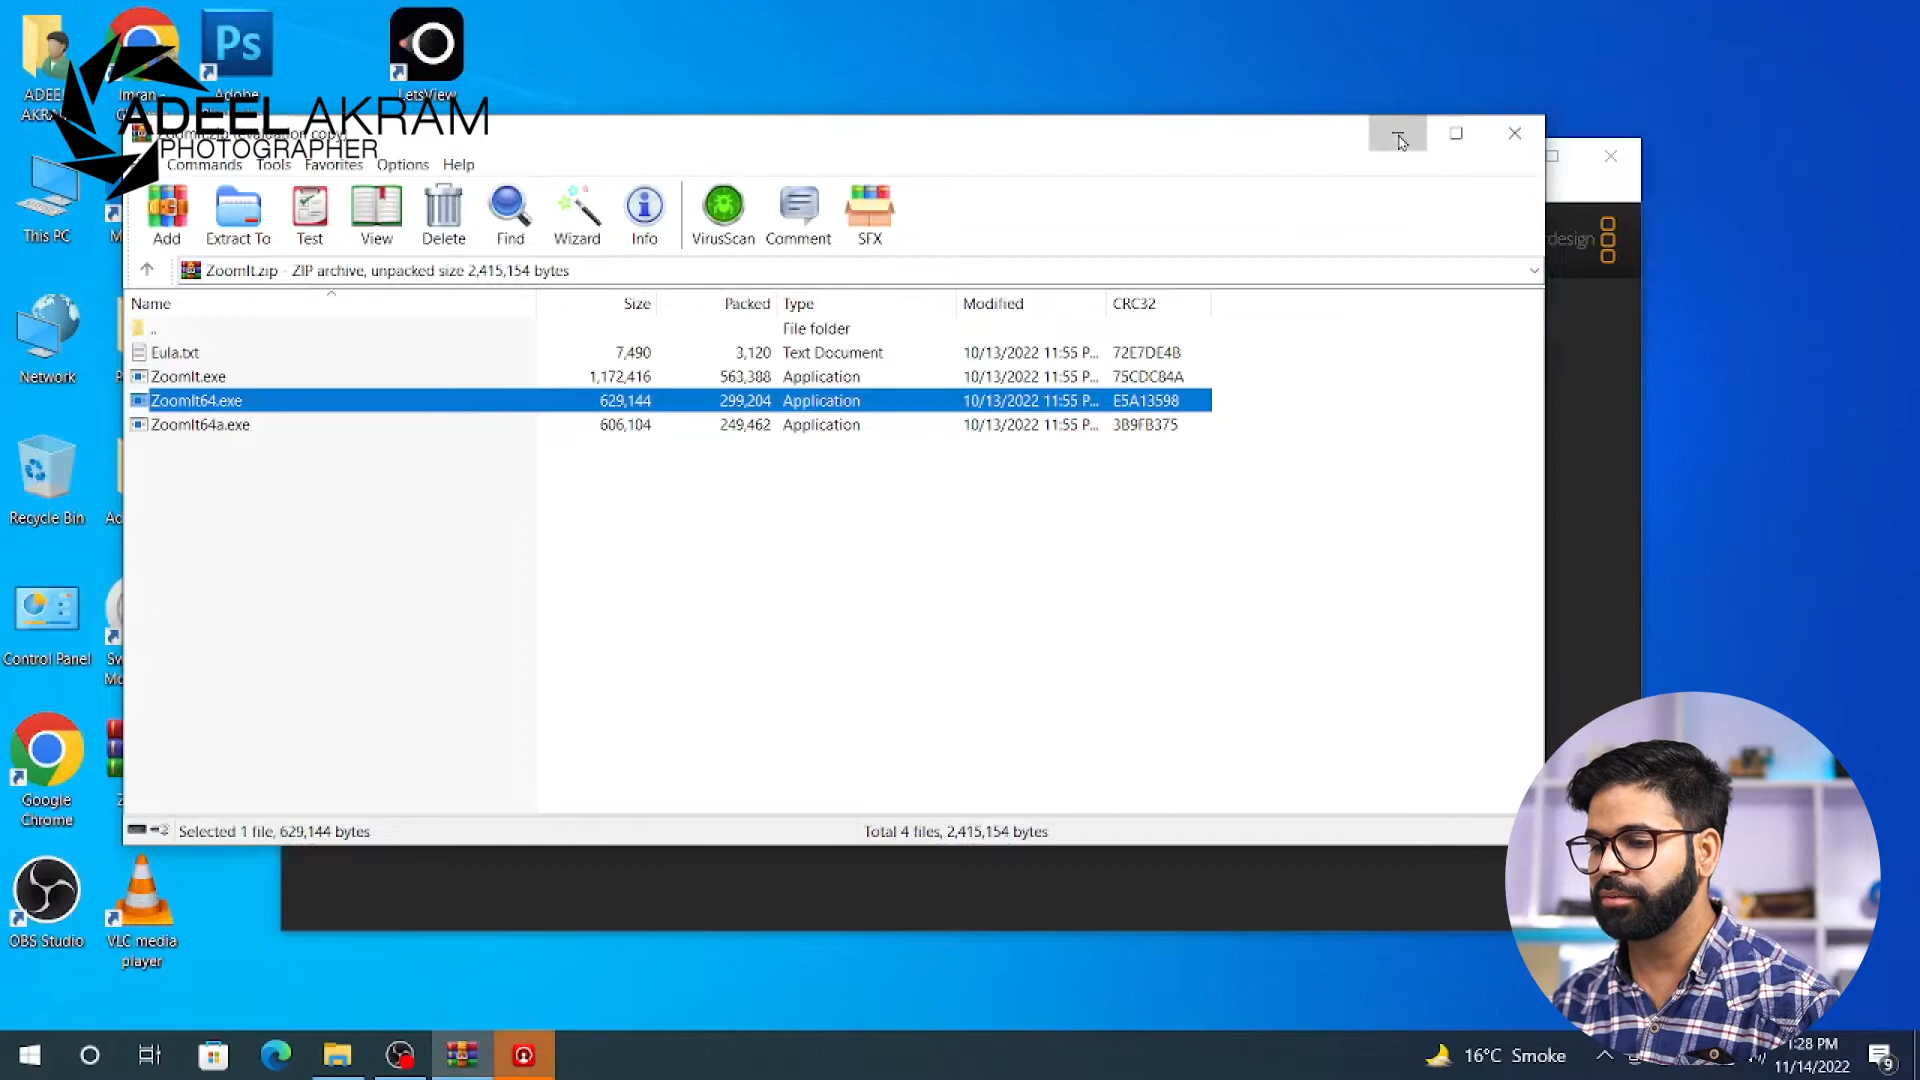 Ps
ADEEL AKRAM
PHOTOGRAPHER
LetsView
Commands Tools Favorites Options Help
Add Extract To Test View Delete Find Wizard Info VirusScan Comment SFX
ZoomIt.zip - ZIP archive, unpacked size 2,415,154 bytes
Name Size Packed Type Modified CRC32
.. File folder
Eula.txt 7,490 3,120 Text Document 10/13/2022 11:55 P... 72E7DE4B
ZoomIt.exe 1,172,416 563,388 Application 10/13/2022 11:55 P... 75CDC84A
ZoomIt64.exe 629,144 299,204 Application 10/13/2022 11:55 P... E5A13598
ZoomIt64a.exe 606,104 249,462 Application 10/13/2022 11:55 P... 3B9FB375
Selected 1 file, 629,144 bytes Total 4 files, 2,415,154 bytes
This PC
Network
Recycle Bin
Control Panel
Google
Chrome
OBS Studio
VLC media
player
16°C Smoke
1:28 PM
11/14/2022
9